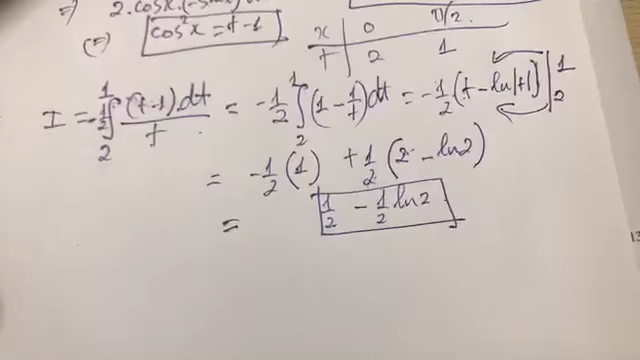 =) 2.cosx.(-sinx)
(=) cos²x = t - 1
x 0 π/2.
t 2 1
I = -1/2 ∫₂¹ (t-1)dt/t = -1/2 ∫₂¹ (1 - 1/t)dt = -1/2 (t - ln|t|) |₂¹
= -1/2 (1) + 1/2 (2 - ln2)
= 1/2 - 1/2 ln2
13